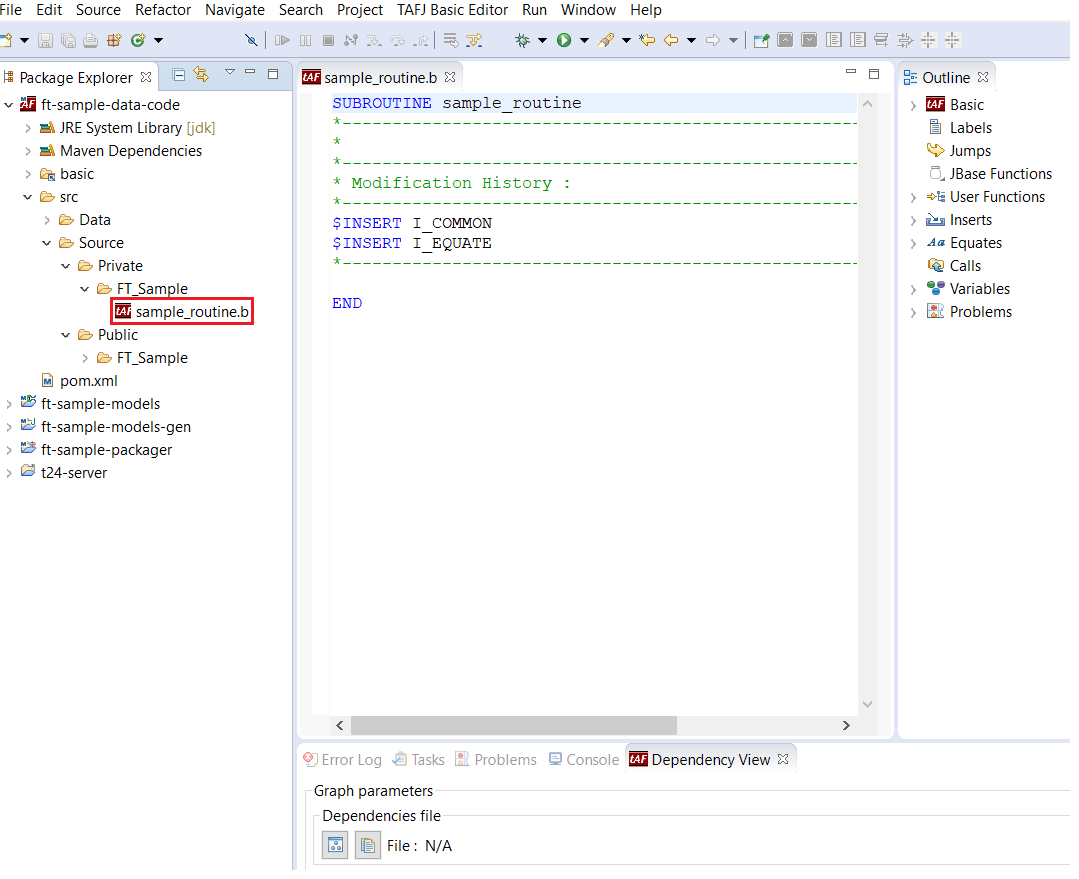 File Edit Source Refactor Navigate Search Project TAFJ Basic Editor Run Window Help
Package Explorer
ft-sample-data-code
JRE System Library [jdk]
Maven Dependencies
basic
src
Data
Source
Private
FT_Sample
sample_routine.b
Public
FT_Sample
pom.xml
ft-sample-models
ft-sample-models-gen
ft-sample-packager
t24-server
sample_routine.b
SUBROUTINE sample_routine
*-----------------------------------------------------
*
*-----------------------------------------------------
* Modification History :
*-----------------------------------------------------
$INSERT I_COMMON
$INSERT I_EQUATE
*-----------------------------------------------------
END
Outline
Basic
Labels
Jumps
JBase Functions
User Functions
Inserts
Equates
Calls
Variables
Problems
Error Log Tasks Problems Console Dependency View
Graph parameters
Dependencies file
File : N/A